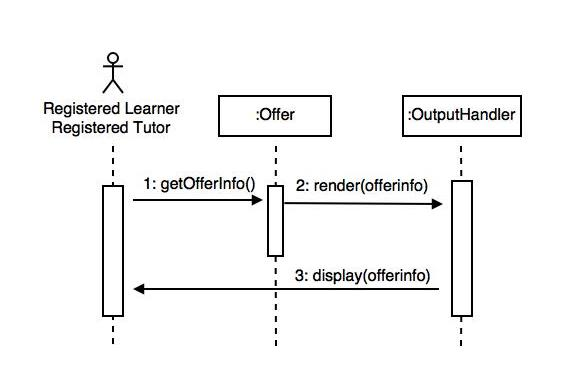 Registered Learner
Registered Tutor
:Offer
:OutputHandler
1: getOfferInfo()
2: render(offerinfo)
3: display(offerinfo)